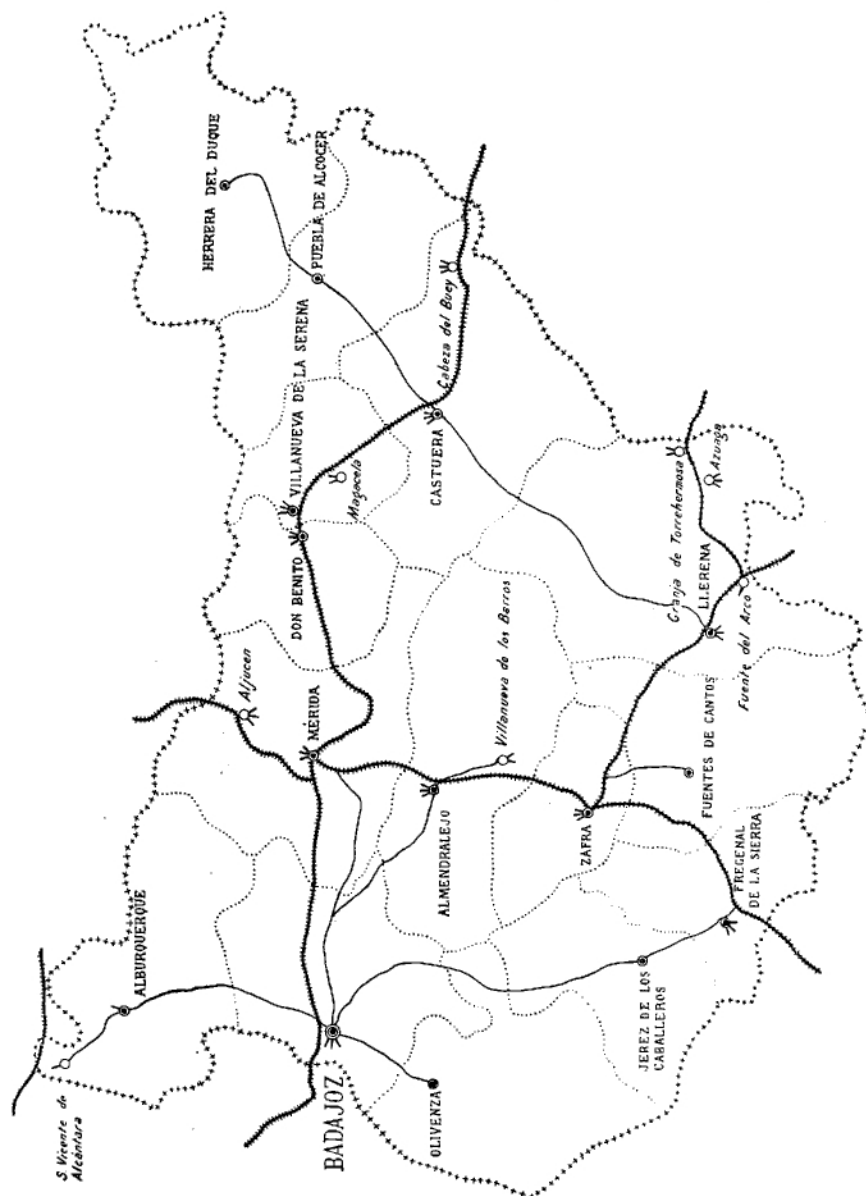 S. Vicente de
Alcántara
ALBURQUERQUE
BADAJOZ
OLIVENZA
JEREZ DE LOS
CABALLEROS
FREGENAL
DE LA SIERRA
Aljucen
MÉRIDA
ALMENDRALEJO
Villanueva de los Barros
ZAFRA
FUENTES DE CANTOS
DON BENITO
VILLANUEVA DE LA SERENA
Magacela
CASTUERA
Cabeza del Buey
LLERENA
Fuente del Arco
Granja de Torrehermosa
Azuaga
HERRERA DEL DUQUE
PUEBLA DE ALCOCER